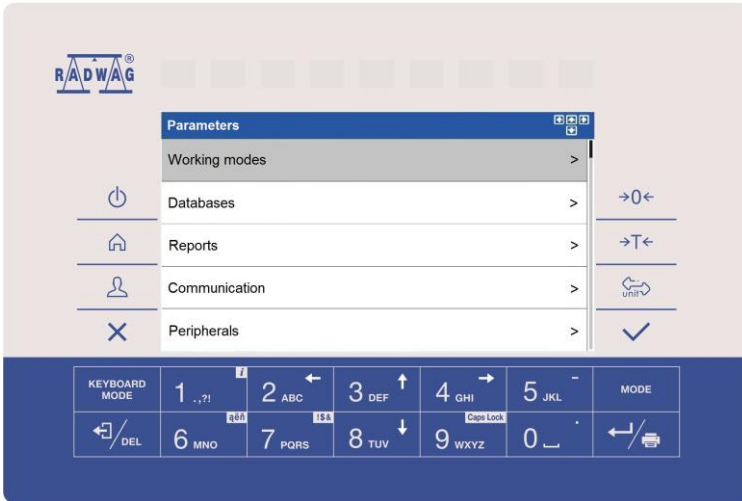 RADWAG®
Parameters
Working modes >
Databases >
Reports >
Communication >
Peripherals >
→0←
→T←
unit
KEYBOARD MODE
1 .,?! i
2 ABC ←
3 DEF ↑
4 GHI →
5 JKL -
MODE
/DEL
6 MNO ąęń
7 PQRS !$&
8 TUV ↓
9 WXYZ Caps Lock
0 .